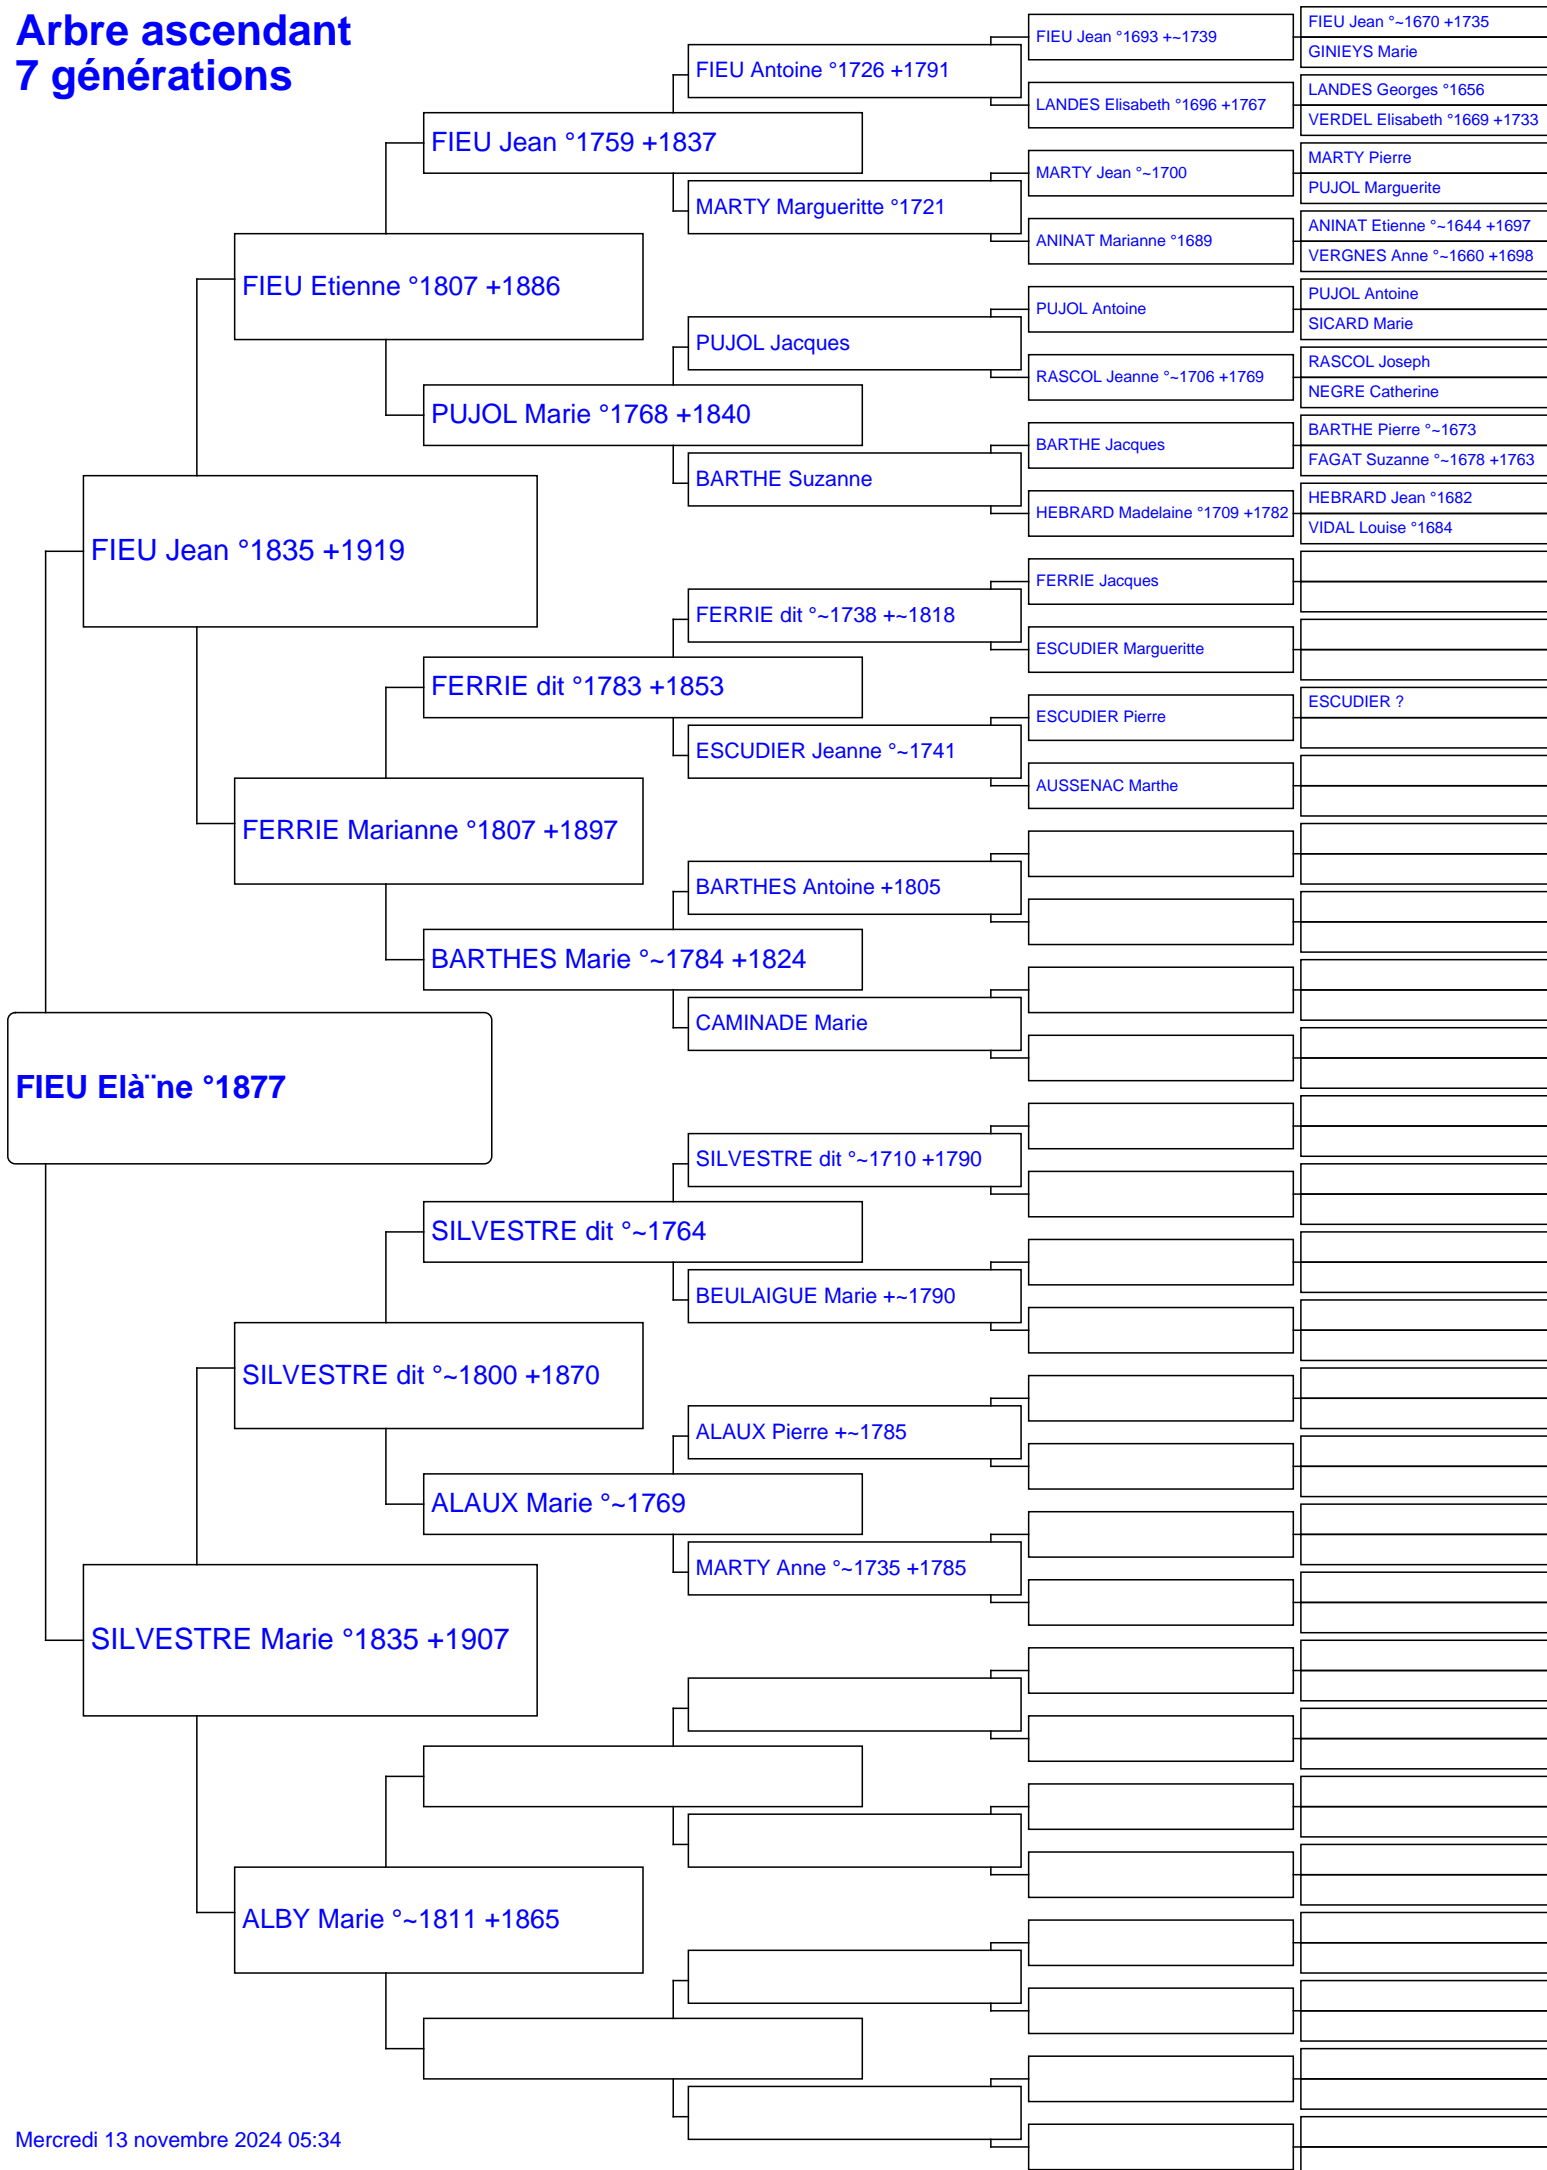 Arbre ascendant
7 générations
FIEU Jean °~1670 +1735
FIEU Jean °1693 +~1739
GINIEYS Marie
FIEU Antoine °1726 +1791
LANDES Georges °1656
LANDES Elisabeth °1696 +1767
VERDEL Elisabeth °1669 +1733
FIEU Jean °1759 +1837
MARTY Pierre
MARTY Jean °~1700
PUJOL Marguerite
MARTY Margueritte °1721
ANINAT Etienne °~1644 +1697
ANINAT Marianne °1689
VERGNES Anne °~1660 +1698
FIEU Etienne °1807 +1886
PUJOL Antoine
PUJOL Antoine
SICARD Marie
PUJOL Jacques
RASCOL Joseph
RASCOL Jeanne °~1706 +1769
NEGRE Catherine
PUJOL Marie °1768 +1840
BARTHE Pierre °~1673
BARTHE Jacques
FAGAT Suzanne °~1678 +1763
BARTHE Suzanne
HEBRARD Jean °1682
HEBRARD Madelaine °1709 +1782
VIDAL Louise °1684
FIEU Jean °1835 +1919
FERRIE Jacques
FERRIE dit °~1738 +~1818
ESCUDIER Margueritte
FERRIE dit °1783 +1853
ESCUDIER ?
ESCUDIER Pierre
ESCUDIER Jeanne °~1741
AUSSENAC Marthe
FERRIE Marianne °1807 +1897
BARTHES Antoine +1805
BARTHES Marie °~1784 +1824
CAMINADE Marie
FIEU Elà¨ne °1877
SILVESTRE dit °~1710 +1790
SILVESTRE dit °~1764
BEULAIGUE Marie +~1790
SILVESTRE dit °~1800 +1870
ALAUX Pierre +~1785
ALAUX Marie °~1769
MARTY Anne °~1735 +1785
SILVESTRE Marie °1835 +1907
ALBY Marie °~1811 +1865
Mercredi 13 novembre 2024 05:34